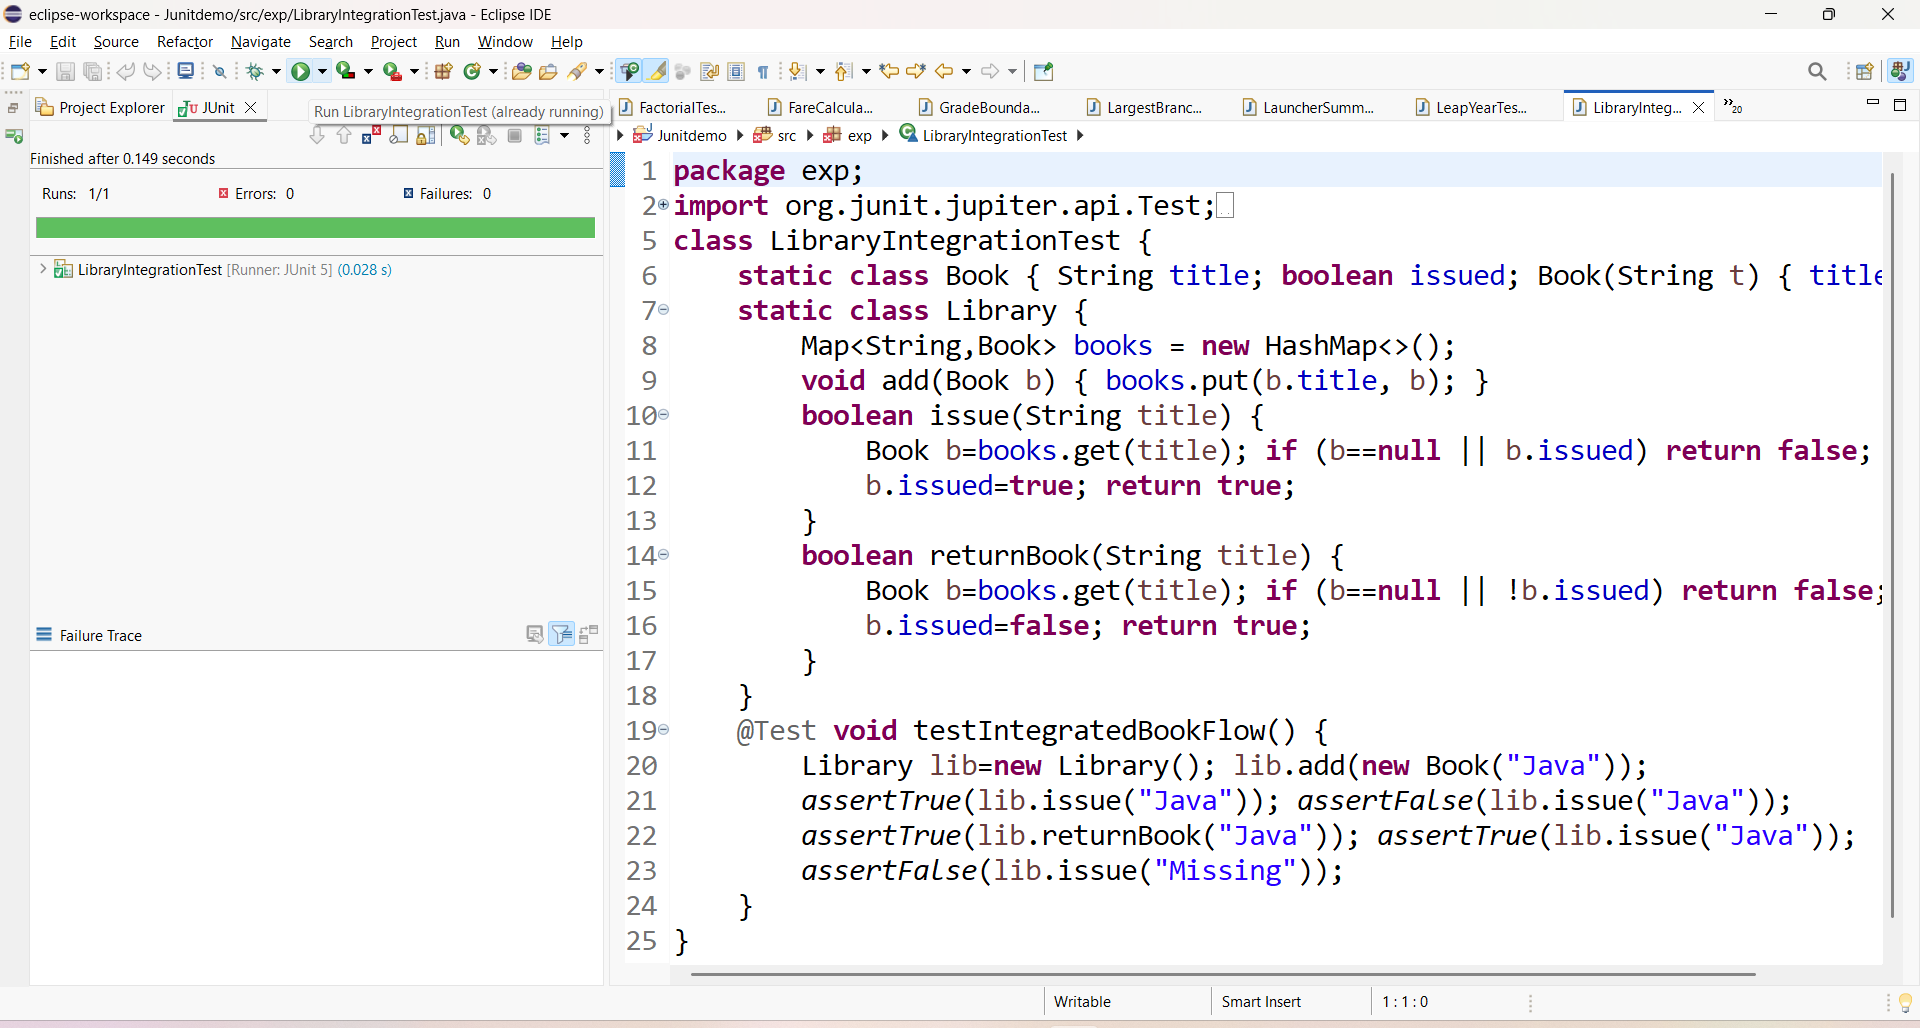 eclipse-workspace - Junitdemo/src/exp/LibraryIntegrationTest.java - Eclipse IDE
File Edit Source Refactor Navigate Search Project Run Window Help
Project Explorer JUnit
Run LibraryIntegrationTest (already running)
FactorialTes... FareCalcula... GradeBounda... LargestBranc... LauncherSumm... LeapYearTes... LibraryInteg... »20
Junitdemo src exp LibraryIntegrationTest
Finished after 0.149 seconds
Runs: 1/1 Errors: 0 Failures: 0
LibraryIntegrationTest [Runner: JUnit 5] (0.028 s)
Failure Trace
1 package exp;
2 import org.junit.jupiter.api.Test;
5 class LibraryIntegrationTest {
6 static class Book { String title; boolean issued; Book(String t) { title
7 static class Library {
8 Map<String,Book> books = new HashMap<>();
9 void add(Book b) { books.put(b.title, b); }
10 boolean issue(String title) {
11 Book b=books.get(title); if (b==null || b.issued) return false;
12 b.issued=true; return true;
13 }
14 boolean returnBook(String title) {
15 Book b=books.get(title); if (b==null || !b.issued) return false;
16 b.issued=false; return true;
17 }
18 }
19 @Test void testIntegratedBookFlow() {
20 Library lib=new Library(); lib.add(new Book("Java"));
21 assertTrue(lib.issue("Java")); assertFalse(lib.issue("Java"));
22 assertTrue(lib.returnBook("Java")); assertTrue(lib.issue("Java"));
23 assertFalse(lib.issue("Missing"));
24 }
25 }
Writable Smart Insert 1 : 1 : 0